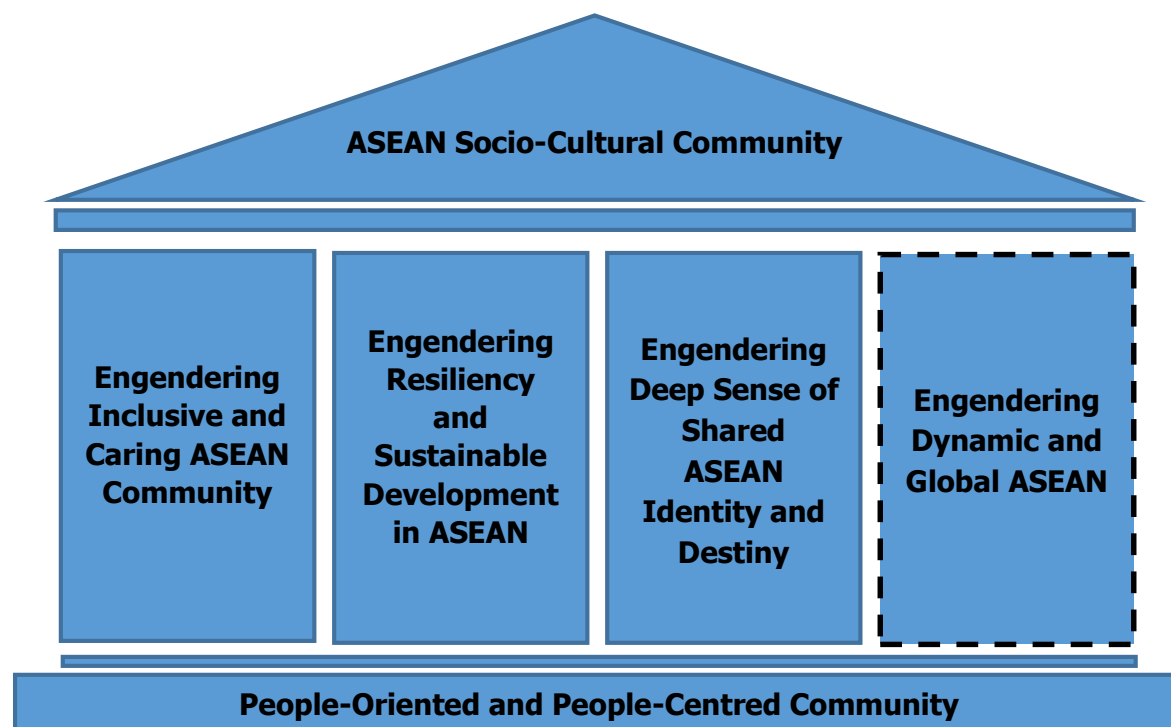 ASEAN Socio-Cultural Community
Engendering
Inclusive and
Caring ASEAN
Community
Engendering
Resiliency
and
Sustainable
Development
in ASEAN
Engendering
Deep Sense of
Shared
ASEAN
Identity and
Destiny
Engendering
Dynamic and
Global ASEAN
People-Oriented and People-Centred Community